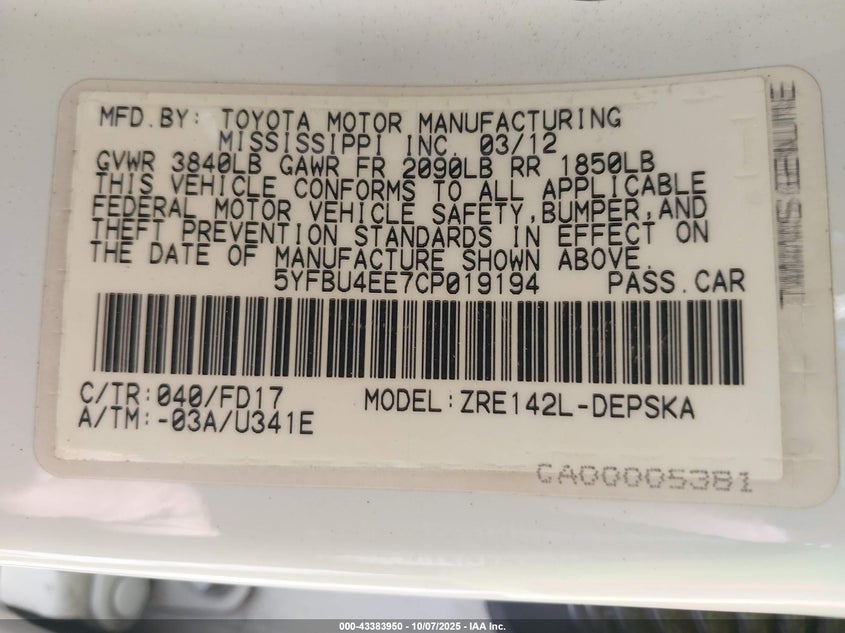 MFD.BY: TOYOTA MOTOR MANUFACTURING
MISSISSIPPI INC. 03/12
GVWR 3840LB GAWR FR 2090LB RR 1850LB
THIS VEHICLE CONFORMS TO ALL APPLICABLE
FEDERAL MOTOR VEHICLE SAFETY,BUMPER,AND
THEFT PREVENTION STANDARDS IN EFFECT ON
THE DATE OF MANUFACTURE SHOWN ABOVE.
5YFBU4EE7CP019194 PASS.CAR
C/TR:040/FD17 MODEL:ZRE142L-DEPSKA
A/TM:-03A/U341E
CA00005381
GENUINE
000-43383950 - 10/07/2025 - IAA Inc.